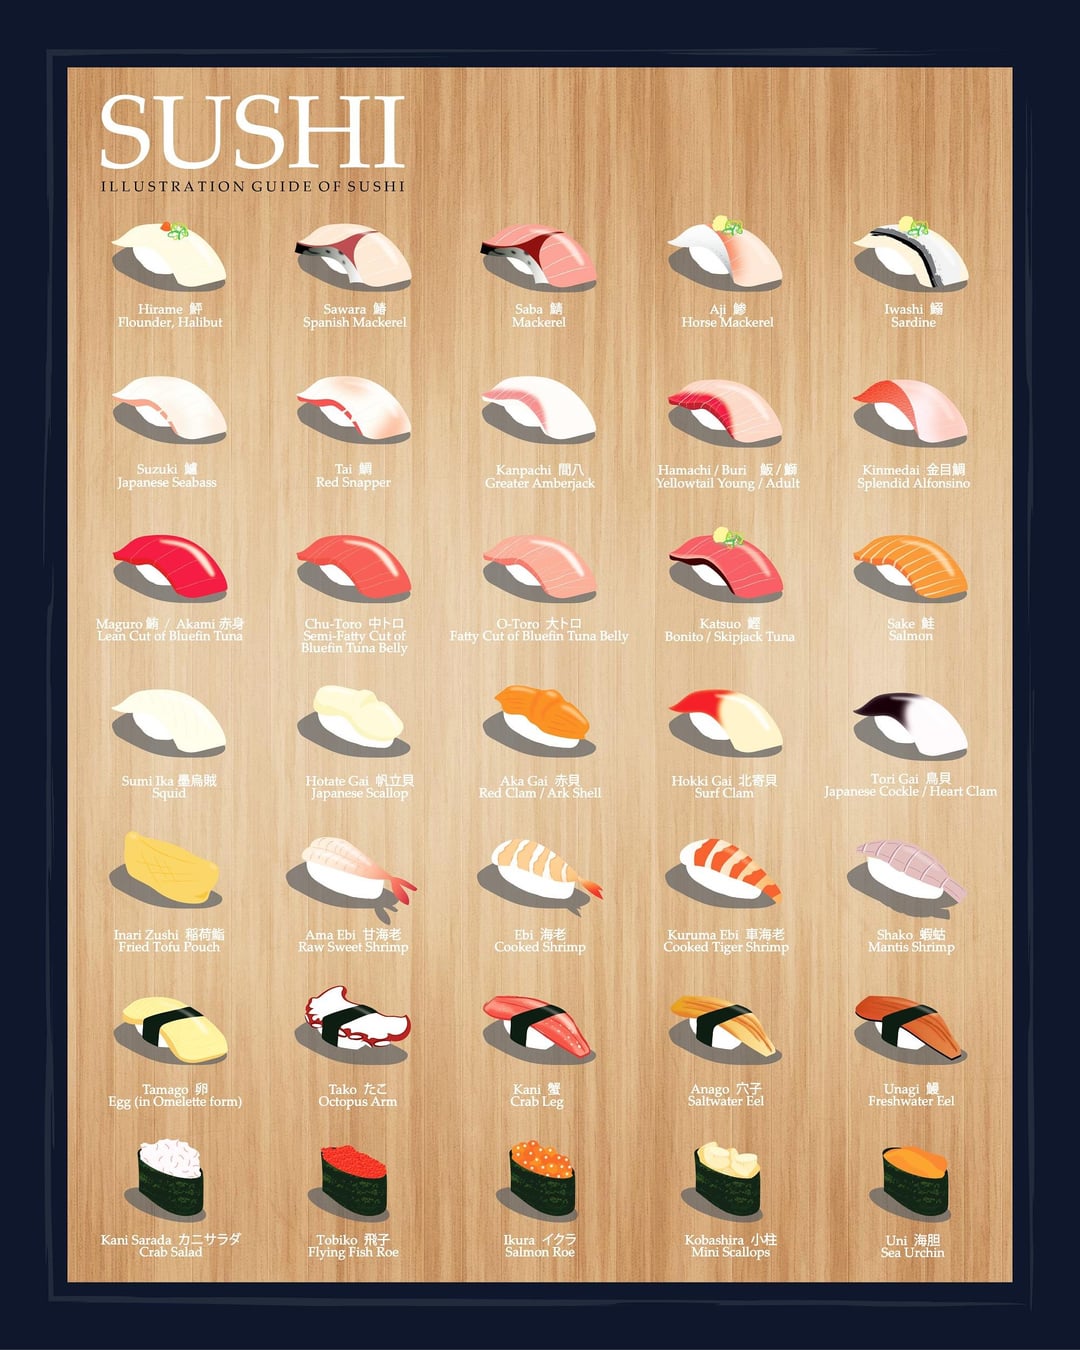 SUSHI
ILLUSTRATION GUIDE OF SUSHI
Hirame 鮃
Flounder, Halibut
Sawara 鰆
Spanish Mackerel
Saba 鯖
Mackerel
Aji 鯵
Horse Mackerel
Iwashi 鰯
Sardine
Suzuki 鱸
Japanese Seabass
Tai 鯛
Red Snapper
Kanpachi 間八
Greater Amberjack
Hamachi / Buri 魬 / 鰤
Yellowtail Young / Adult
Kinmedai 金目鯛
Splendid Alfonsino
Maguro 鮪 / Akami 赤身
Lean Cut of Bluefin Tuna
Chu-Toro 中トロ
Semi-Fatty Cut of
Bluefin Tuna Belly
O-Toro 大トロ
Fatty Cut of Bluefin Tuna Belly
Katsuo 鰹
Bonito / Skipjack Tuna
Sake 鮭
Salmon
Sumi Ika 墨烏賊
Squid
Hotate Gai 帆立貝
Japanese Scallop
Aka Gai 赤貝
Red Clam / Ark Shell
Hokki Gai 北寄貝
Surf Clam
Tori Gai 鳥貝
Japanese Cockle / Heart Clam
Inari Zushi 稲荷鮨
Fried Tofu Pouch
Ama Ebi 甘海老
Raw Sweet Shrimp
Ebi 海老
Cooked Shrimp
Kuruma Ebi 車海老
Cooked Tiger Shrimp
Shako 蝦蛄
Mantis Shrimp
Tamago 卵
Egg (in Omelette form)
Tako たこ
Octopus Arm
Kani 蟹
Crab Leg
Anago 穴子
Saltwater Eel
Unagi 鰻
Freshwater Eel
Kani Sarada カニサラダ
Crab Salad
Tobiko 飛子
Flying Fish Roe
Ikura イクラ
Salmon Roe
Kobashira 小柱
Mini Scallops
Uni 海胆
Sea Urchin